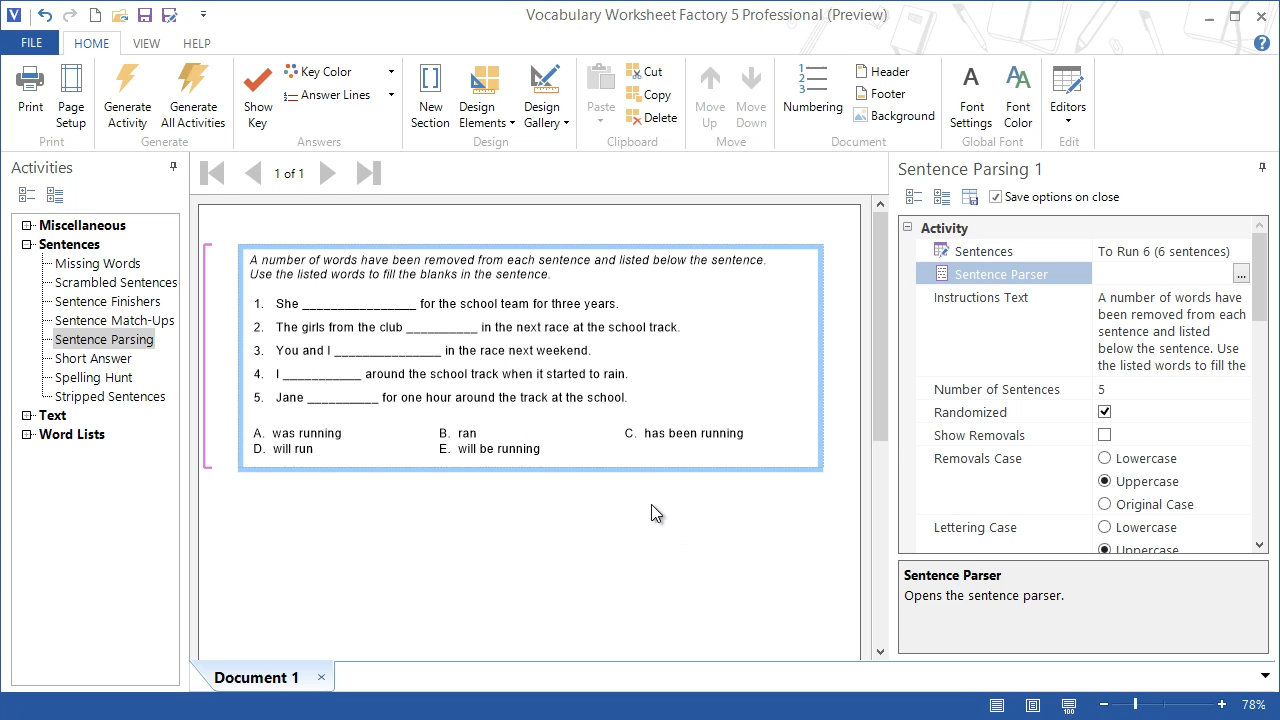 Vocabulary Worksheet Factory 5 Professional (Preview)
FILE HOME VIEW HELP
Print
Page Setup
Print
Generate Activity
Generate All Activities
Generate
Show Key
Key Color
Answer Lines
Answers
New Section
Design Elements
Design Gallery
Design
Paste
Cut
Copy
Delete
Clipboard
Move Up
Move Down
Move
Numbering
Header
Footer
Background
Document
Font Settings
Font Color
Global Font
Editors
Edit
Activities
Miscellaneous
Sentences
Missing Words
Scrambled Sentences
Sentence Finishers
Sentence Match-Ups
Sentence Parsing
Short Answer
Spelling Hunt
Stripped Sentences
Text
Word Lists
1 of 1
A number of words have been removed from each sentence and listed below the sentence.
Use the listed words to fill the blanks in the sentence.
1. She ________________ for the school team for three years.
2. The girls from the club __________ in the next race at the school track.
3. You and I _______________ in the race next weekend.
4. I ___________ around the school track when it started to rain.
5. Jane __________ for one hour around the track at the school.
A. was running B. ran C. has been running
D. will run E. will be running
Document 1
Sentence Parsing 1
Save options on close
Activity
Sentences To Run 6 (6 sentences)
Sentence Parser ...
Instructions Text A number of words have
been removed from each
sentence and listed
below the sentence. Use
the listed words to fill the
Number of Sentences 5
Randomized
Show Removals
Removals Case Lowercase
Uppercase
Original Case
Lettering Case Lowercase
Uppercase
Sentence Parser
Opens the sentence parser.
100
78%